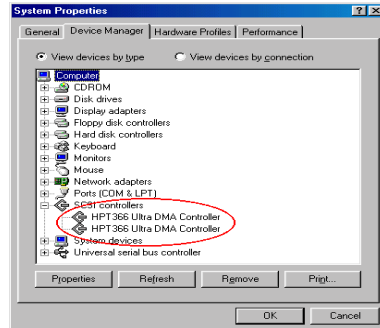 System Properties
General Device Manager Hardware Profiles Performance
View devices by type View devices by connection
Computer
CDROM
Disk drives
Display adapters
Floppy disk controllers
Hard disk controllers
Keyboard
Monitors
Mouse
Network adapters
Ports (COM & LPT)
SCSI controllers
HPT366 Ultra DMA Controller
HPT366 Ultra DMA Controller
System devices
Universal serial bus controller
Properties Refresh Remove Print...
OK Cancel